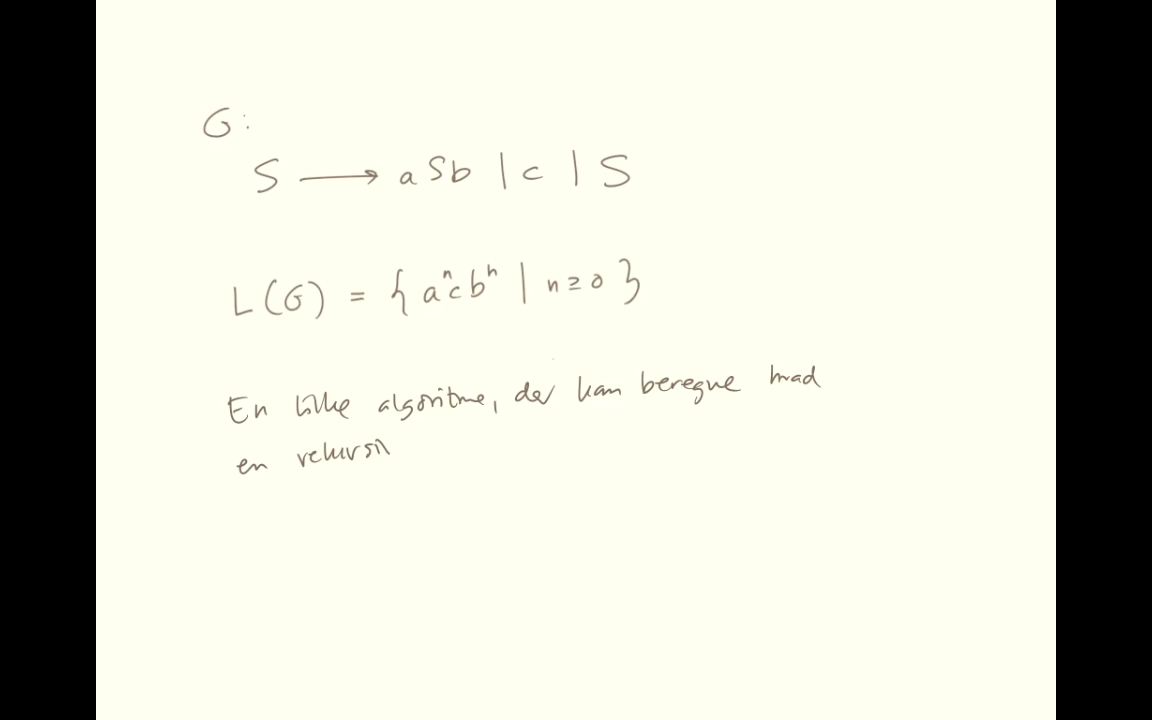 G:
S → aSb | c | S
L(G) = { aⁿcbⁿ | n ≥ 0 }
En lille algoritme, der kan beregne hvad
en rekursi